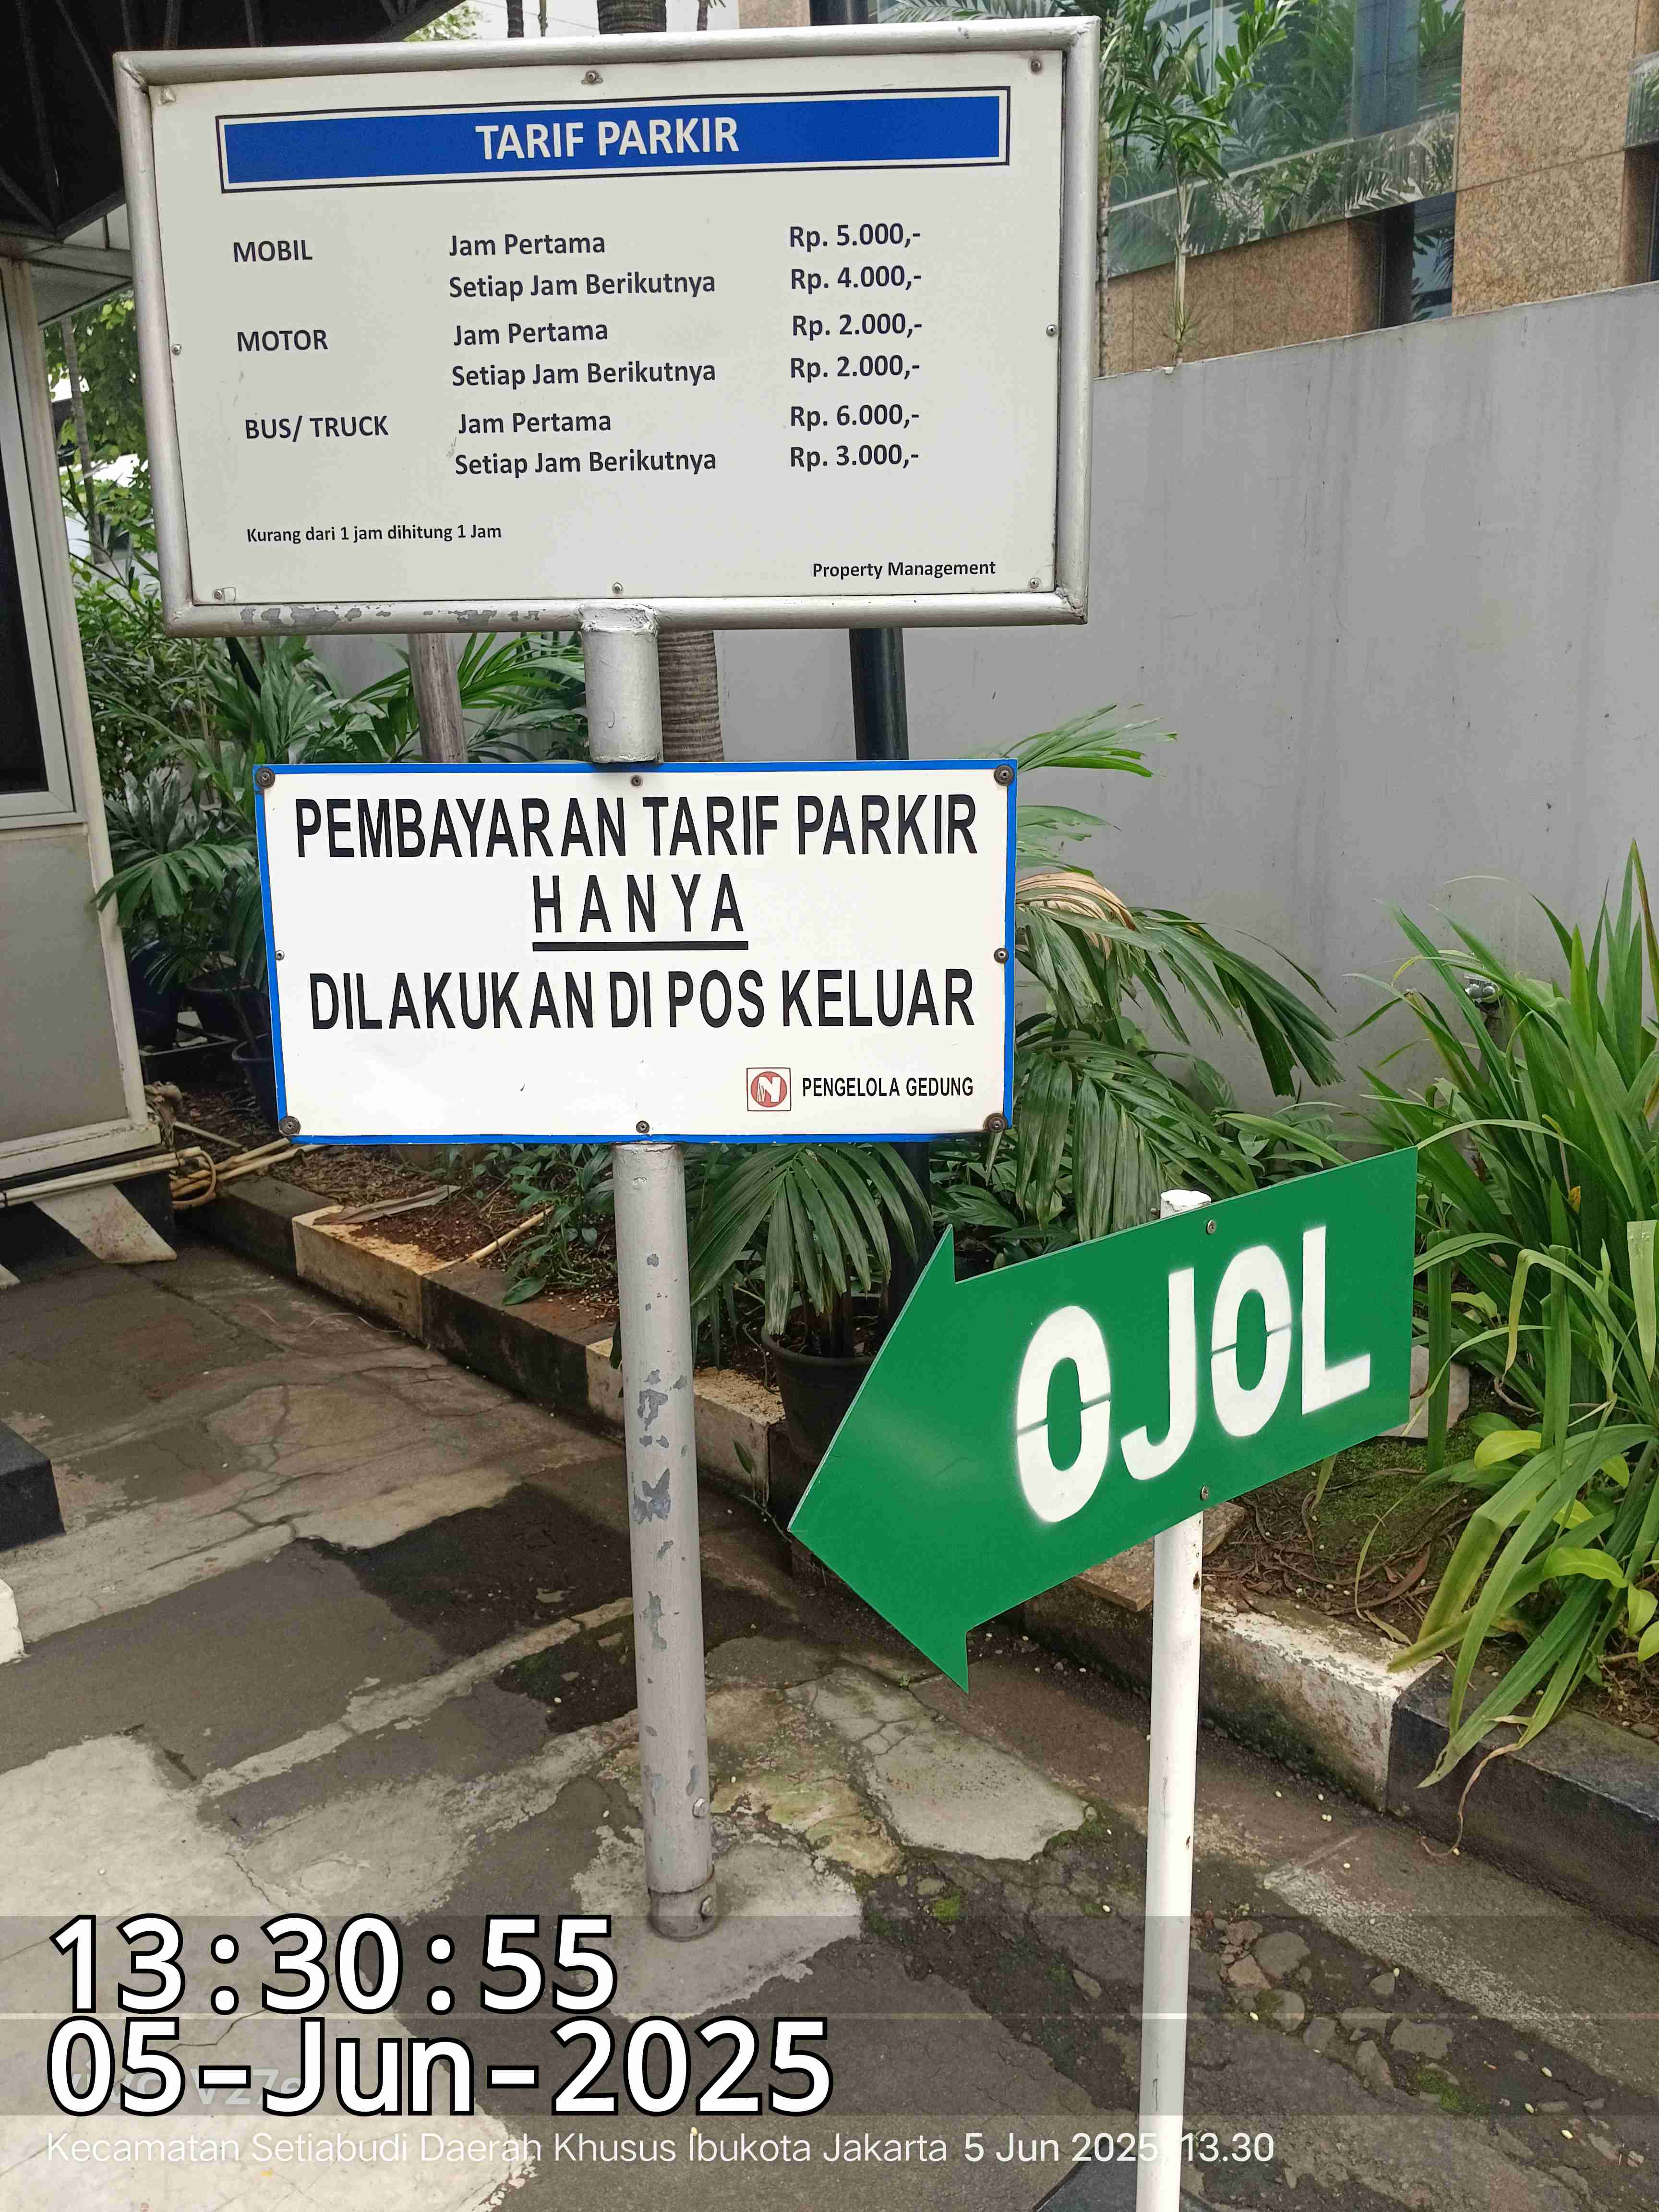 TARIF PARKIR
MOBIL Jam Pertama Rp. 5.000,-
Setiap Jam Berikutnya Rp. 4.000,-
MOTOR Jam Pertama Rp. 2.000,-
Setiap Jam Berikutnya Rp. 2.000,-
BUS/ TRUCK Jam Pertama Rp. 6.000,-
Setiap Jam Berikutnya Rp. 3.000,-
Kurang dari 1 jam dihitung 1 Jam
Property Management
PEMBAYARAN TARIF PARKIR
HANYA
DILAKUKAN DI POS KELUAR
N PENGELOLA GEDUNG
OJOL
13:30:55
05-Jun-2025
Kecamatan Setiabudi Daerah Khusus Ibukota Jakarta 5 Jun 2025, 13.30